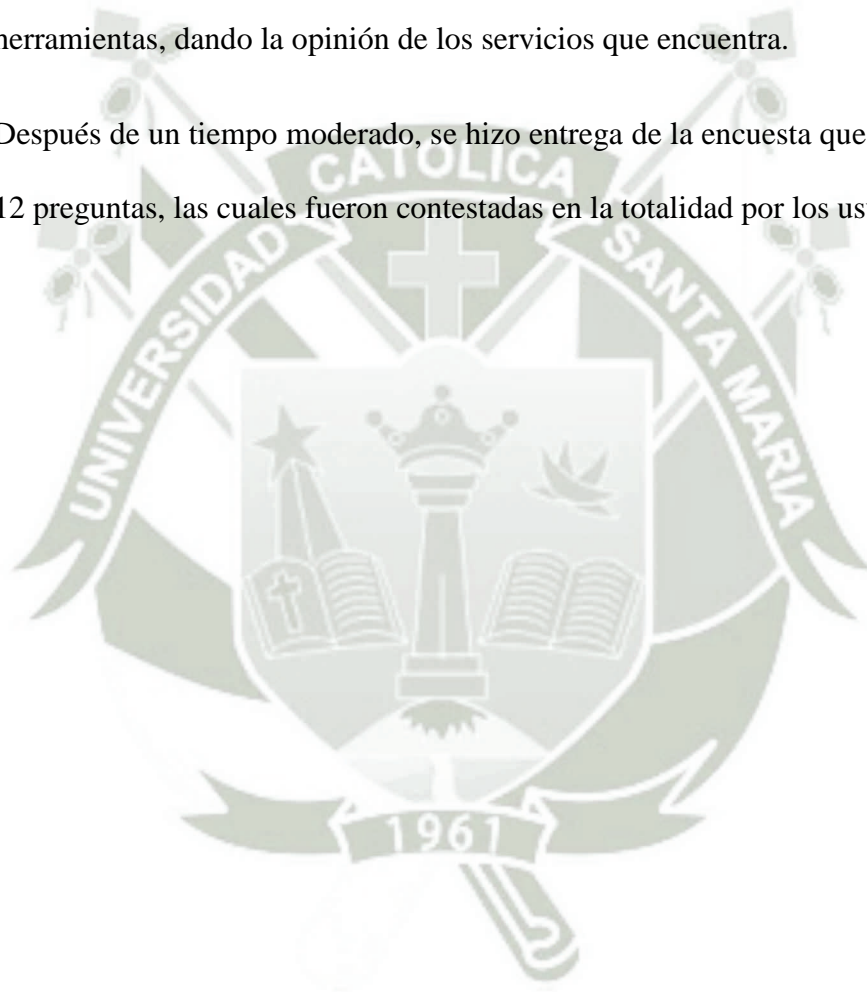 herramientas, dando la opinión de los servicios que encuentra.
Después de un tiempo moderado, se hizo entrega de la encuesta que
12 preguntas, las cuales fueron contestadas en la totalidad por los
UNIVERSIDAD CATOLICA SANTA MARIA
1961